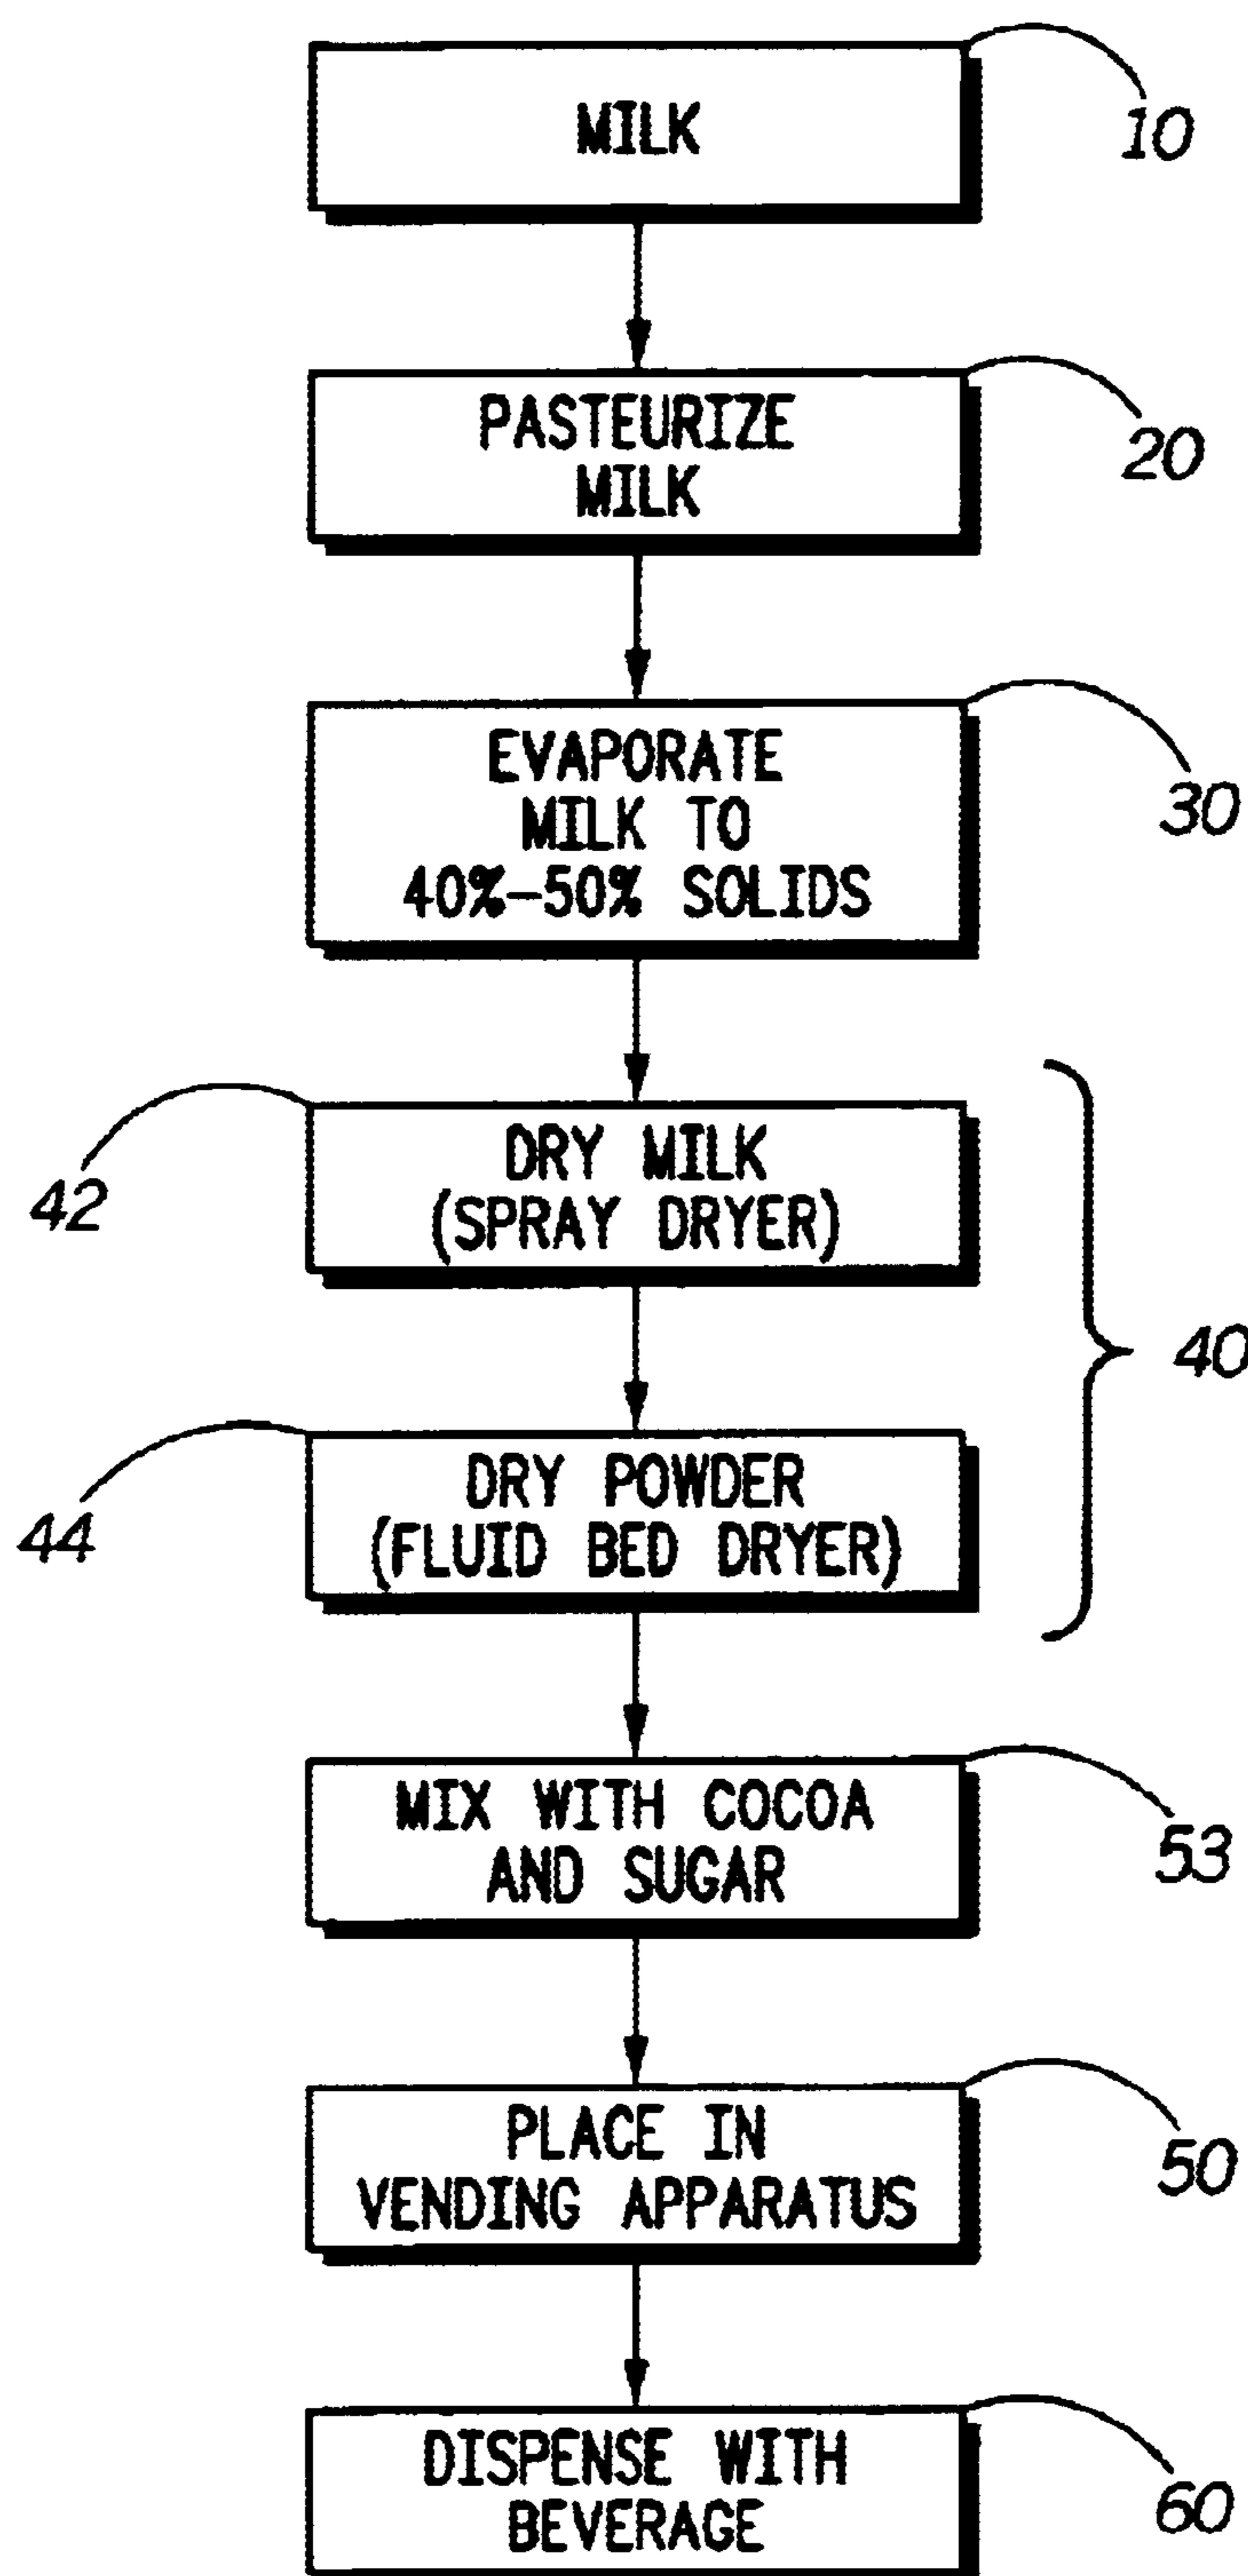 MILK
10
PASTEURIZE
MILK
20
EVAPORATE
MILK TO
40%-50% SOLIDS
30
DRY MILK
(SPRAY DRYER)
42
40
DRY POWDER
(FLUID BED DRYER)
44
MIX WITH COCOA
AND SUGAR
53
PLACE IN
VENDING APPARATUS
50
DISPENSE WITH
BEVERAGE
60